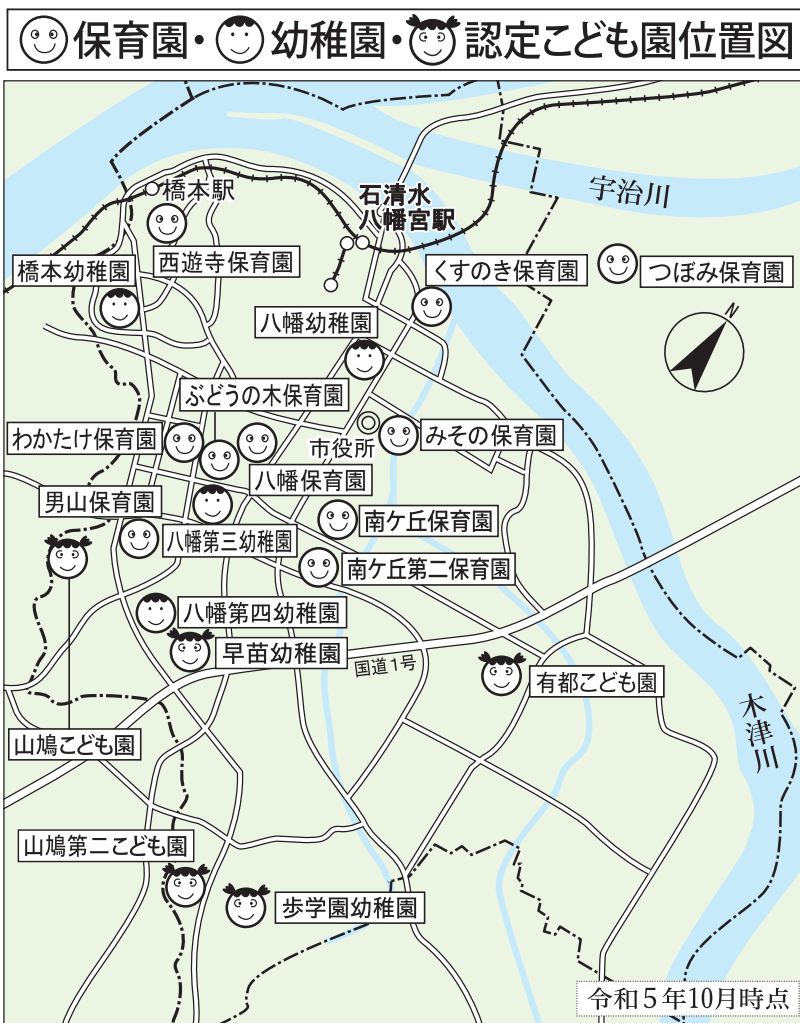 保育園・幼稚園・認定こども園位置図
橋本駅
石清水
八幡宮駅
宇治川
西遊寺保育園
橋本幼稚園
くすのき保育園
つぼみ保育園
八幡幼稚園
N
ぶどうの木保育園
わかたけ保育園
市役所
みその保育園
八幡保育園
男山保育園
南ケ丘保育園
八幡第三幼稚園
南ケ丘第二保育園
八幡第四幼稚園
早苗幼稚園
国道1号
有都こども園
木津川
山鳩こども園
山鳩第二こども園
歩学園幼稚園
令和5年10月時点